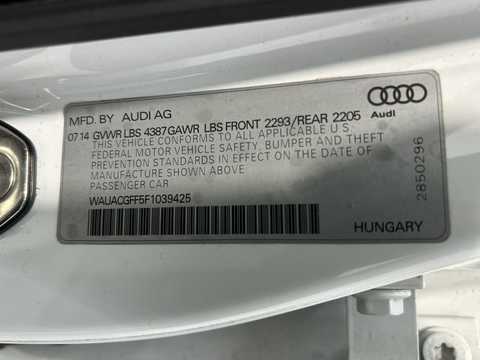 MFD. BY AUDI AG
07.14 GVWR LBS 4387 GAWR LBS FRONT 2293/REAR 2205
THIS VEHICLE CONFORMS TO ALL APPLICABLE U.S.
FEDERAL MOTOR VEHICLE SAFETY, BUMPER AND THEFT
PREVENTION STANDARDS IN EFFECT ON THE DATE OF
MANUFACTURE SHOWN ABOVE
PASSENGER CAR
WAUACGFF5F1039425
Audi
2850296
HUNGARY